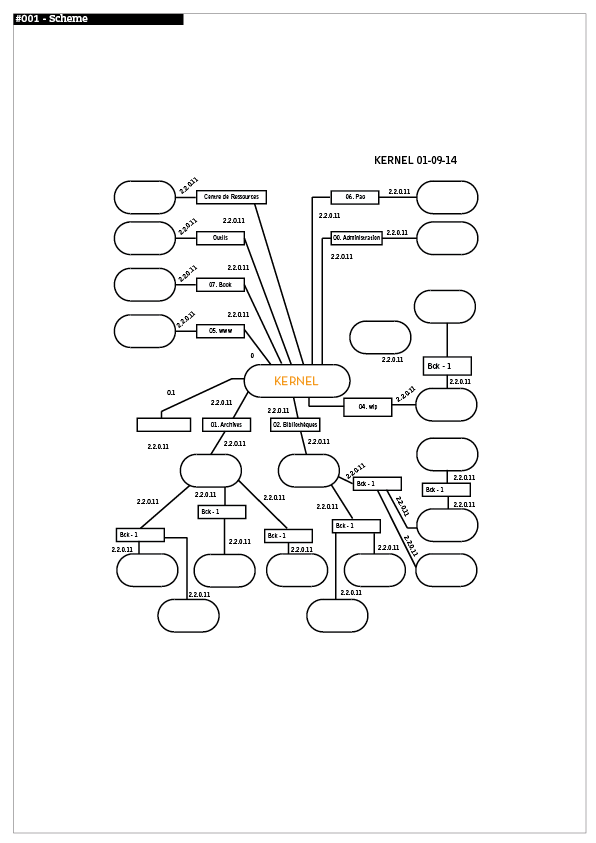 #001 - Scheme
KERNEL 01-09-14
2.2.0.11
Centre de Ressources
06. Pao
2.2.0.11
2.2.0.11
2.2.0.11
2.2.0.11
Outils
00. Administration
2.2.0.11
2.2.0.11
2.2.0.11
2.2.0.11
07. Book
2.2.0.11
2.2.0.11
05. www
0
2.2.0.11
Bck - 1
KERNEL
2.2.0.11
0.1
2.2.0.11
2.2.0.11
04. wip
2.2.0.11
01. Archives
02. Bibliothèques
2.2.0.11
2.2.0.11
2.2.0.11
2.2.0.11
Bck - 1
2.2.0.11
Bck - 1
2.2.0.11
2.2.0.11
2.2.0.11
2.2.0.11
2.2.0.11
2.2.0.11
Bck - 1
Bck - 1
Bck - 1
Bck - 1
2.2.0.11
2.2.0.11
2.2.0.11
2.2.0.11
2.2.0.11
2.2.0.11
2.2.0.11